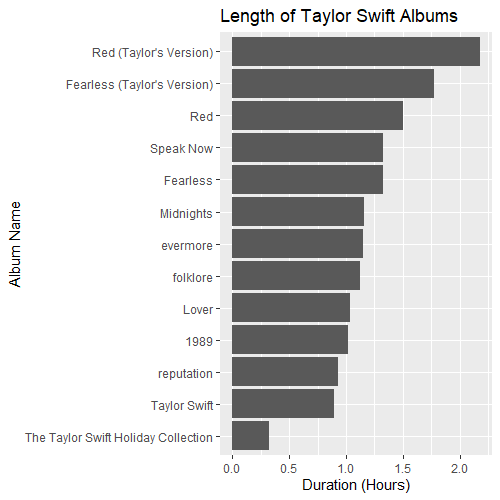 Length of Taylor Swift Albums
Album Name
Red (Taylor's Version)
Fearless (Taylor's Version)
Red
Speak Now
Fearless
Midnights
evermore
folklore
Lover
1989
reputation
Taylor Swift
The Taylor Swift Holiday Collection
0.0 0.5 1.0 1.5 2.0
Duration (Hours)